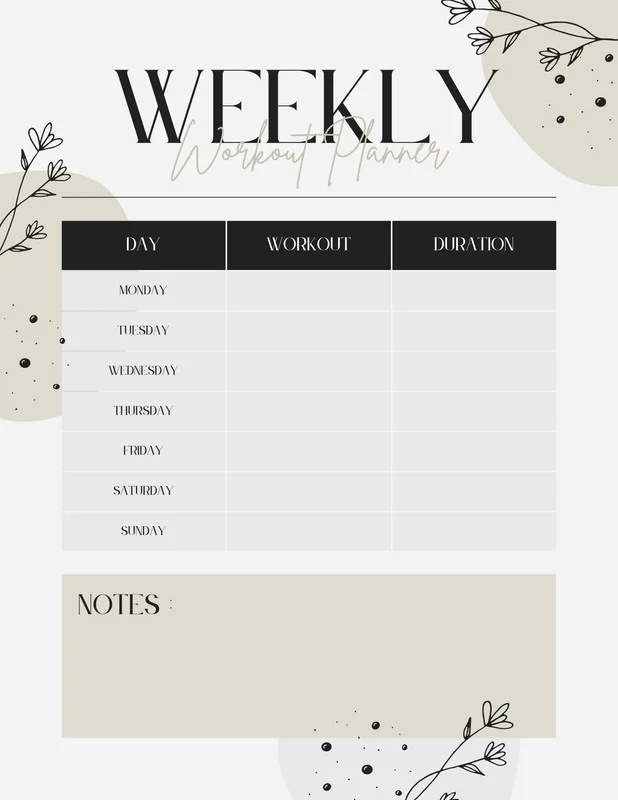 WEEKLY
Workout Planner
DAY WORKOUT DURATION
MONDAY
TUESDAY
WEDNESDAY
THURSDAY
FRIDAY
SATURDAY
SUNDAY
NOTES :